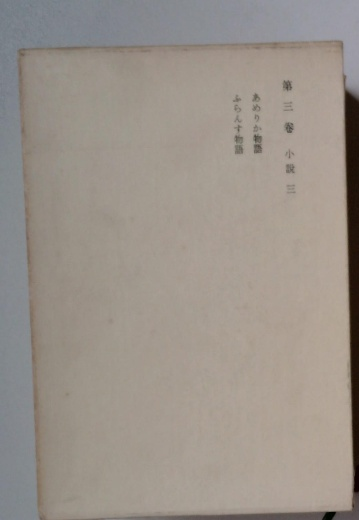 第三巻 小説 三
あめりか物語
ふらんす物語